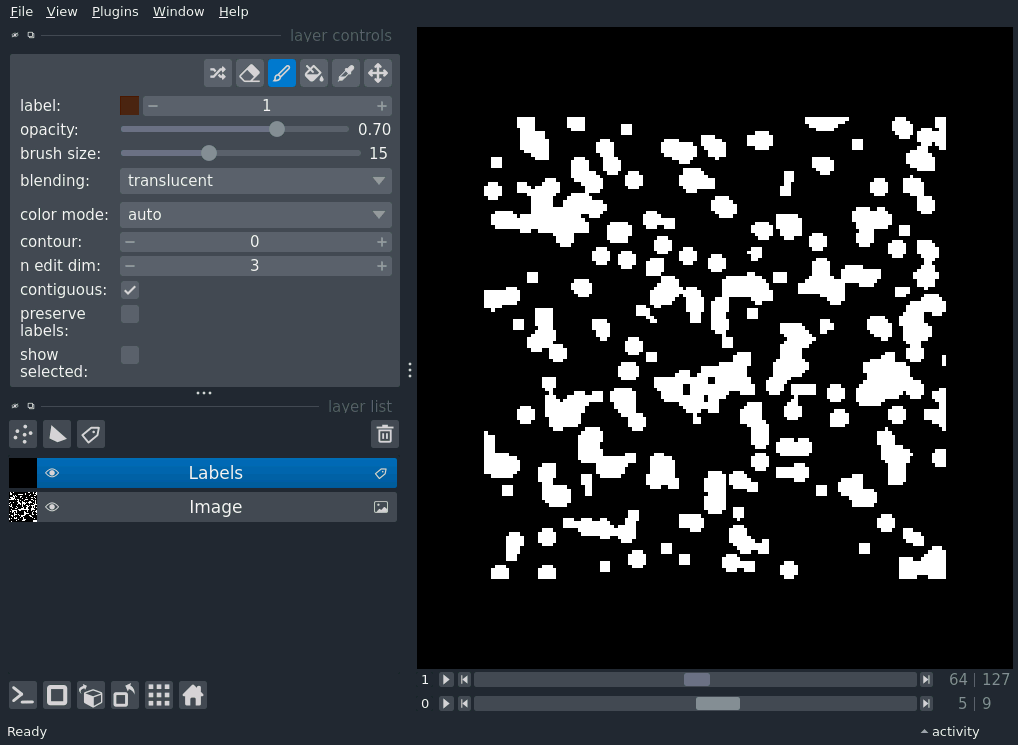 File View Plugins Window Help
layer controls
label: 1
opacity: 0.70
brush size: 15
blending: translucent
color mode: auto
contour: 0
n edit dim: 3
contiguous:
preserve
labels:
show
selected:
layer list
Labels
Image
1 64 | 127
0 5 | 9
Ready activity